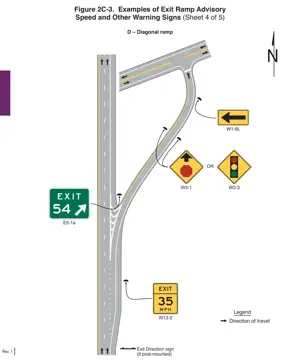 Figure 2C-3. Examples of Exit Ramp Advisory
Speed and Other Warning Signs (Sheet 4 of 5)
D – Diagonal ramp
N
W1-6L
W3-1
OR
W3-3
EXIT
54
E5-1a
EXIT
35
MPH
W13-2
Legend
Direction of travel
Exit Direction sign
(if post-mounted)
Rev. 1